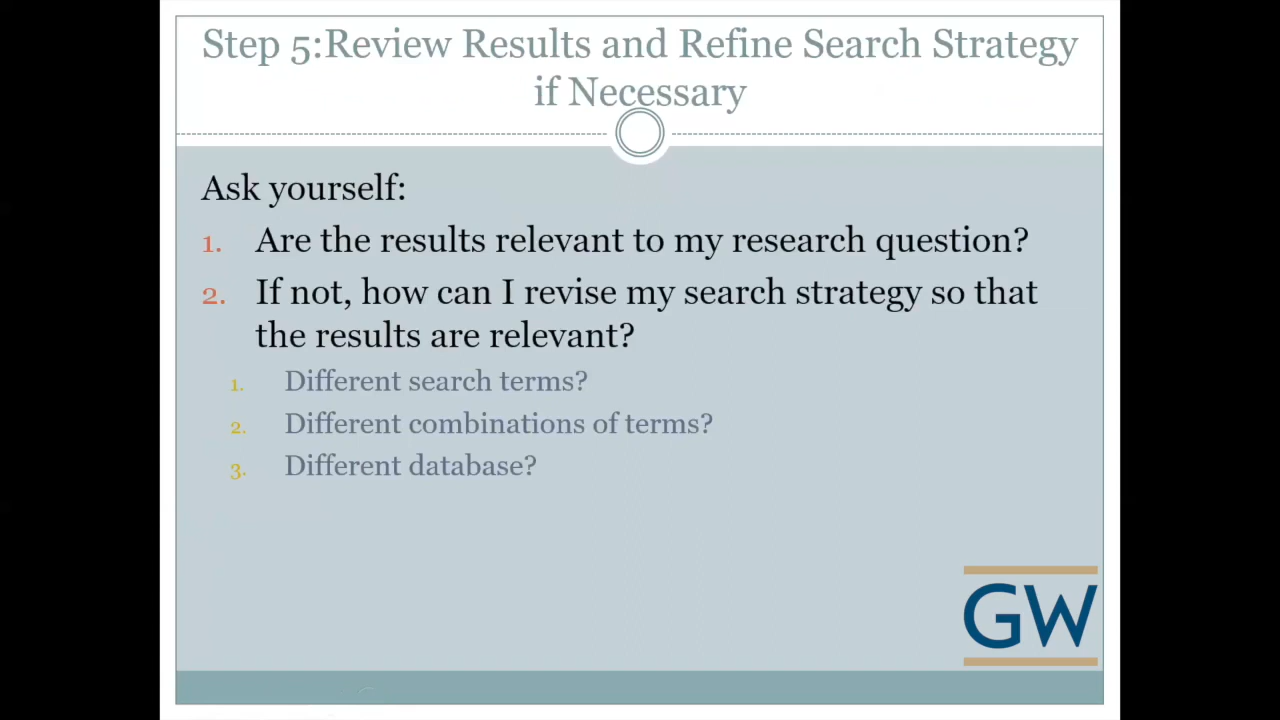 Step 5:Review Results and Refine Search Strategy
if Necessary
Ask yourself:
1. Are the results relevant to my research question?
2. If not, how can I revise my search strategy so that
the results are relevant?
1. Different search terms?
2. Different combinations of terms?
3. Different database?
GW